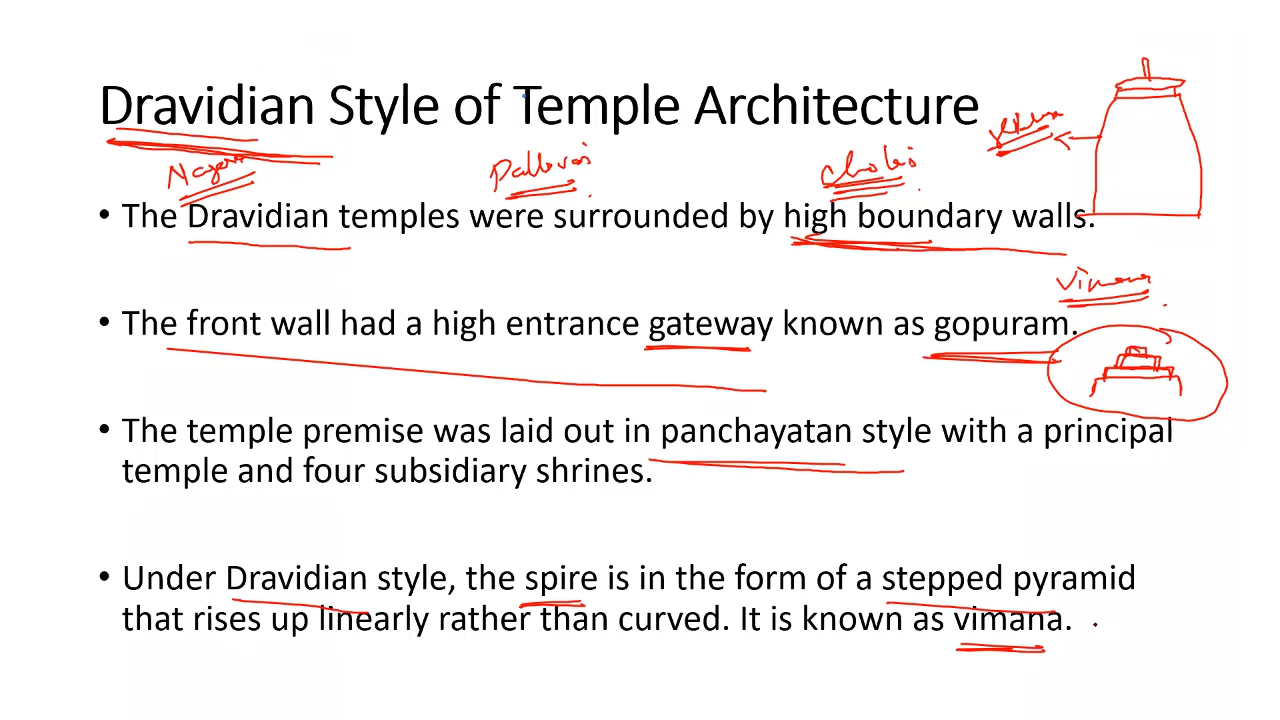 Dravidian Style of Temple Architecture
Nagara Pallavas Cholas
• The Dravidian temples were surrounded by high boundary walls.
Vimana
• The front wall had a high entrance gateway known as gopuram.
• The temple premise was laid out in panchayatan style with a principal
temple and four subsidiary shrines.
• Under Dravidian style, the spire is in the form of a stepped pyramid
that rises up linearly rather than curved. It is known as vimana.